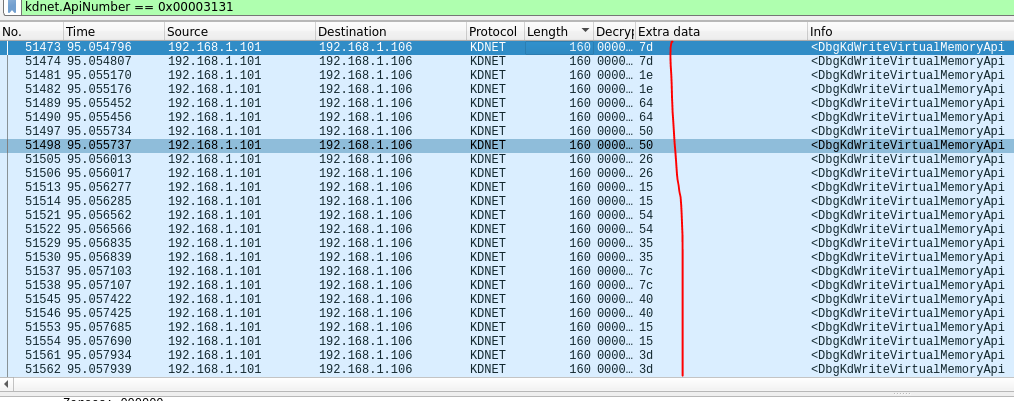 kdnet.ApiNumber == 0x00003131
No. Time Source Destination Protocol Length Decryp Extra data Info
51473 95.054796 192.168.1.101 192.168.1.106 KDNET 160 0000… 7d <DbgKdWriteVirtualMemoryApi
51474 95.054807 192.168.1.101 192.168.1.106 KDNET 160 0000… 7d <DbgKdWriteVirtualMemoryApi
51481 95.055170 192.168.1.101 192.168.1.106 KDNET 160 0000… 1e <DbgKdWriteVirtualMemoryApi
51482 95.055176 192.168.1.101 192.168.1.106 KDNET 160 0000… 1e <DbgKdWriteVirtualMemoryApi
51489 95.055452 192.168.1.101 192.168.1.106 KDNET 160 0000… 64 <DbgKdWriteVirtualMemoryApi
51490 95.055456 192.168.1.101 192.168.1.106 KDNET 160 0000… 64 <DbgKdWriteVirtualMemoryApi
51497 95.055734 192.168.1.101 192.168.1.106 KDNET 160 0000… 50 <DbgKdWriteVirtualMemoryApi
51498 95.055737 192.168.1.101 192.168.1.106 KDNET 160 0000… 50 <DbgKdWriteVirtualMemoryApi
51505 95.056013 192.168.1.101 192.168.1.106 KDNET 160 0000… 26 <DbgKdWriteVirtualMemoryApi
51506 95.056017 192.168.1.101 192.168.1.106 KDNET 160 0000… 26 <DbgKdWriteVirtualMemoryApi
51513 95.056277 192.168.1.101 192.168.1.106 KDNET 160 0000… 15 <DbgKdWriteVirtualMemoryApi
51514 95.056285 192.168.1.101 192.168.1.106 KDNET 160 0000… 15 <DbgKdWriteVirtualMemoryApi
51521 95.056562 192.168.1.101 192.168.1.106 KDNET 160 0000… 54 <DbgKdWriteVirtualMemoryApi
51522 95.056566 192.168.1.101 192.168.1.106 KDNET 160 0000… 54 <DbgKdWriteVirtualMemoryApi
51529 95.056835 192.168.1.101 192.168.1.106 KDNET 160 0000… 35 <DbgKdWriteVirtualMemoryApi
51530 95.056839 192.168.1.101 192.168.1.106 KDNET 160 0000… 35 <DbgKdWriteVirtualMemoryApi
51537 95.057103 192.168.1.101 192.168.1.106 KDNET 160 0000… 7c <DbgKdWriteVirtualMemoryApi
51538 95.057107 192.168.1.101 192.168.1.106 KDNET 160 0000… 7c <DbgKdWriteVirtualMemoryApi
51545 95.057422 192.168.1.101 192.168.1.106 KDNET 160 0000… 40 <DbgKdWriteVirtualMemoryApi
51546 95.057425 192.168.1.101 192.168.1.106 KDNET 160 0000… 40 <DbgKdWriteVirtualMemoryApi
51553 95.057685 192.168.1.101 192.168.1.106 KDNET 160 0000… 15 <DbgKdWriteVirtualMemoryApi
51554 95.057690 192.168.1.101 192.168.1.106 KDNET 160 0000… 15 <DbgKdWriteVirtualMemoryApi
51561 95.057934 192.168.1.101 192.168.1.106 KDNET 160 0000… 3d <DbgKdWriteVirtualMemoryApi
51562 95.057939 192.168.1.101 192.168.1.106 KDNET 160 0000… 3d <DbgKdWriteVirtualMemoryApi